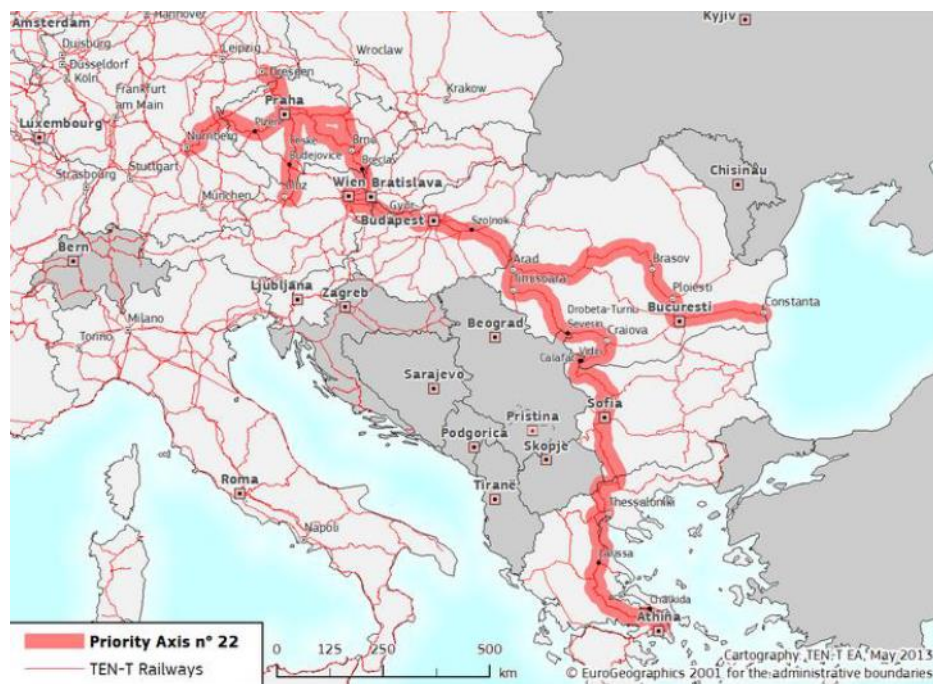 Kyjiv
Hannover
Amsterdam
Duisburg
Düsseldorf
Köln
Leipzig
Dresden
Wroclaw
Krakow
Frankfurt
am Main
Praha
Plzen
Luxembourg
Nürnberg
Ceske
Budejovice
Brno
Breclav
Strasbourg
Stuttgart
München
Linz
Wien
Bratislava
Györ
Budapest
Szolnok
Chisinău
Bern
Arad
Timisoara
Brasov
Ploiesti
Bucuresti
Constanta
Ljubljana
Zagreb
Milano
Torino
Beograd
Drobeta-Turnu
Severin
Craiova
Calafat
Vidin
Sarajevo
Sofia
Pristina
Podgorica
Skopje
Roma
Tiranë
Thessaloniki
Napoli
Larissa
Chalkida
Athina
Priority Axis n° 22
TEN-T Railways
0 125 250 500
km
Cartography: TEN-T EA, May 2013
© EuroGeographics 2001 for the administrative boundaries